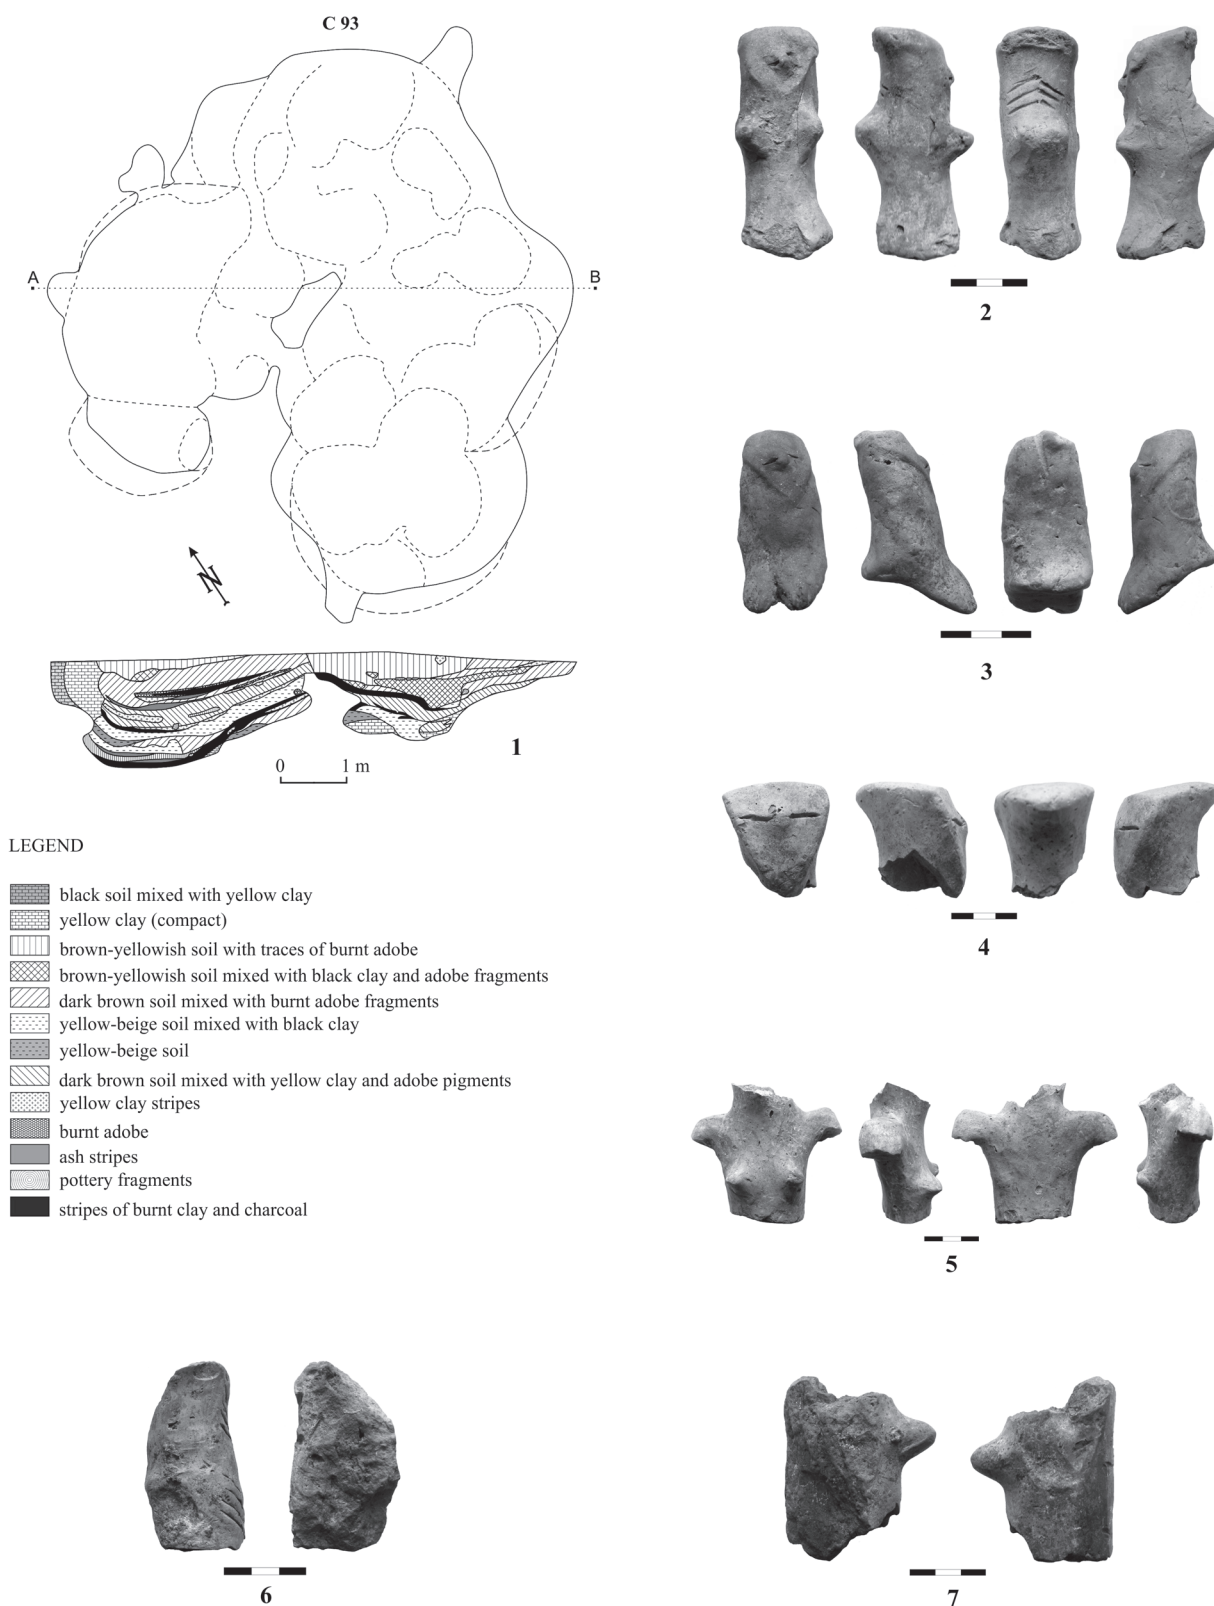 C 93
A
B
N
0 1 m
1
LEGEND
black soil mixed with yellow clay
yellow clay (compact)
brown-yellowish soil with traces of burnt adobe
brown-yellowish soil mixed with black clay and adobe fragments
dark brown soil mixed with burnt adobe fragments
yellow-beige soil mixed with black clay
yellow-beige soil
dark brown soil mixed with yellow clay and adobe pigments
yellow clay stripes
burnt adobe
ash stripes
pottery fragments
stripes of burnt clay and charcoal
2
3
4
5
6
7